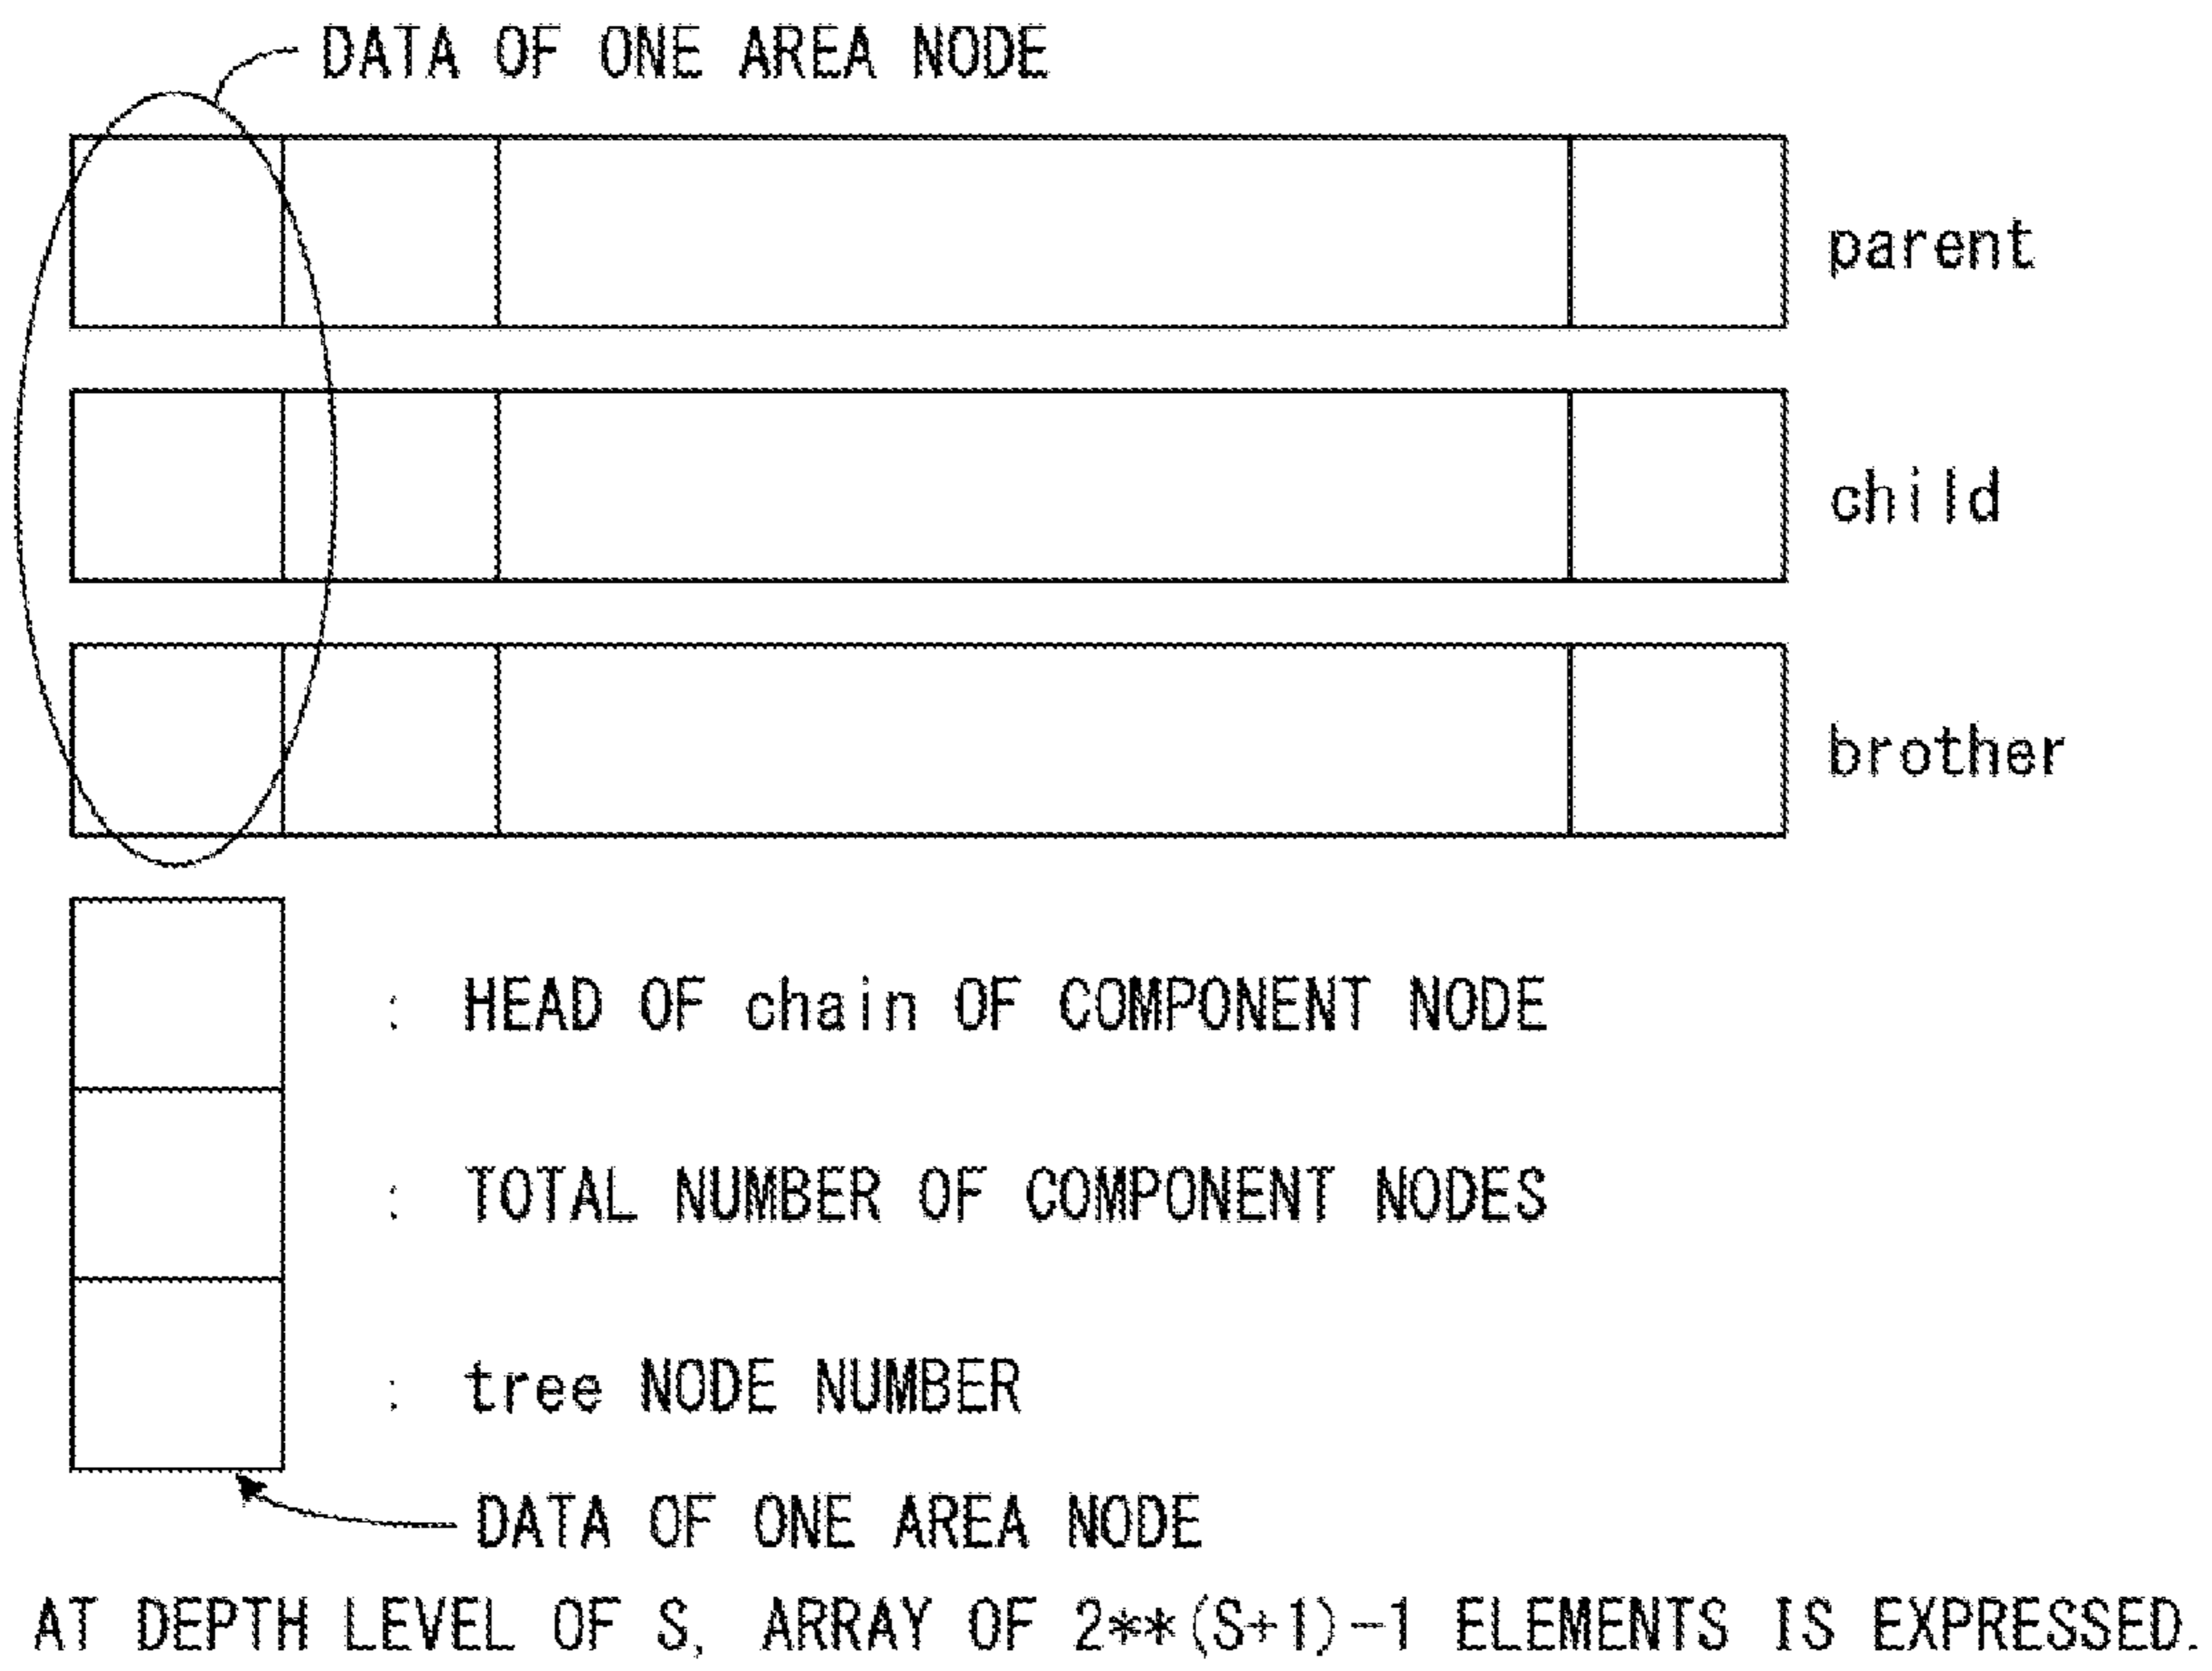 DATA OF ONE AREA NODE
parent
child
brother
: HEAD OF chain OF COMPONENT NODE
: TOTAL NUMBER OF COMPONENT NODES
: tree NODE NUMBER
DATA OF ONE AREA NODE
AT DEPTH LEVEL OF S, ARRAY OF 2**(S+1)-1 ELEMENTS IS EXPRESSED.